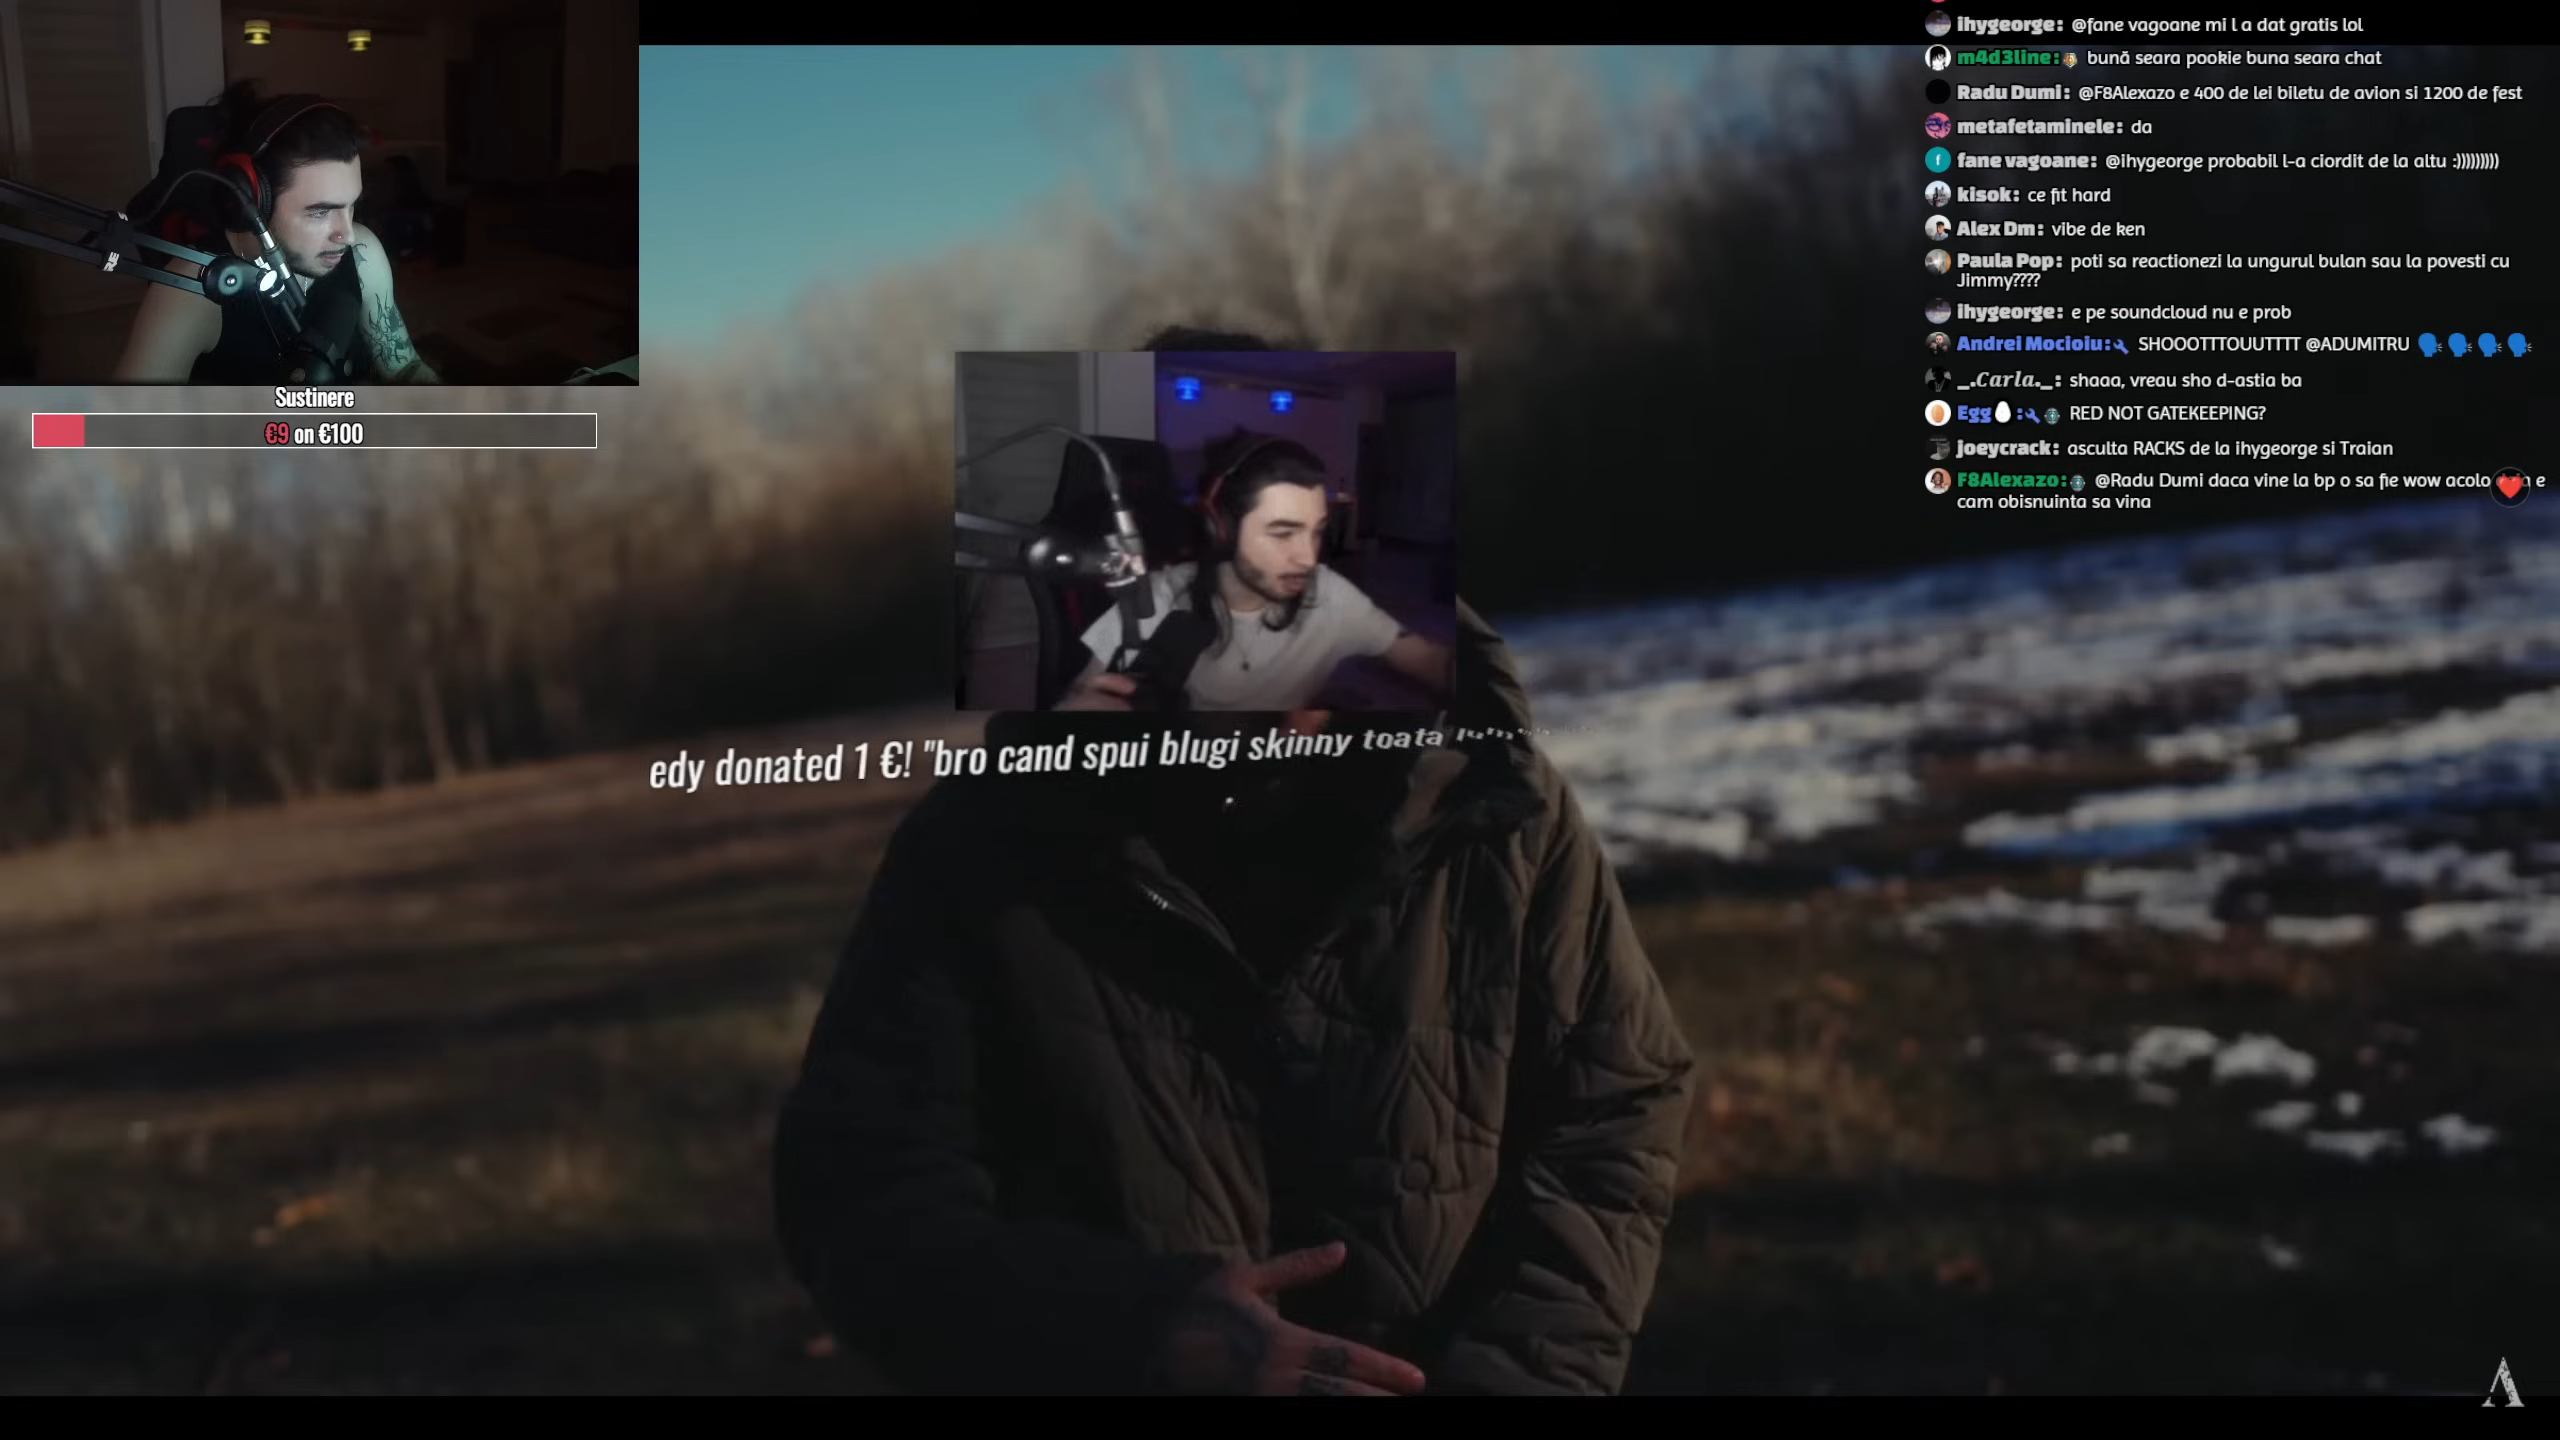 ihygeorge: @fane vagoane mi l a dat gratis lol
m4d3line: bună seara pookie buna seara chat
Radu Dumi: @F8Alexazo e 400 de lei biletu de avion si 1200 de fest
metafetaminele: da
fane vagoane: @ihygeorge probabil l-a ciordit de la altu :)))))))))
kisok: ce fit hard
Alex Dm: vibe de ken
Paula Pop: poti sa reactionezi la ungurul bulan sau la povesti cu
Jimmy????
ihygeorge: e pe soundcloud nu e prob
Andrei Mocioiu: SHOOOTTTOUUTTTT @ADUMITRU 🗣️🗣️🗣️🗣️
_.Carla._: shaaa, vreau sho d-astia ba
Egg🥚: RED NOT GATEKEEPING?
joeycrack: asculta RACKS de la ihygeorge si Traian
F8Alexazo: @Radu Dumi daca vine la bp o sa fie wow acolo e
cam obisnuinta sa vina
Sustinere
€9 on €100
edy donated 1 €! "bro cand spui blugi skinny toata